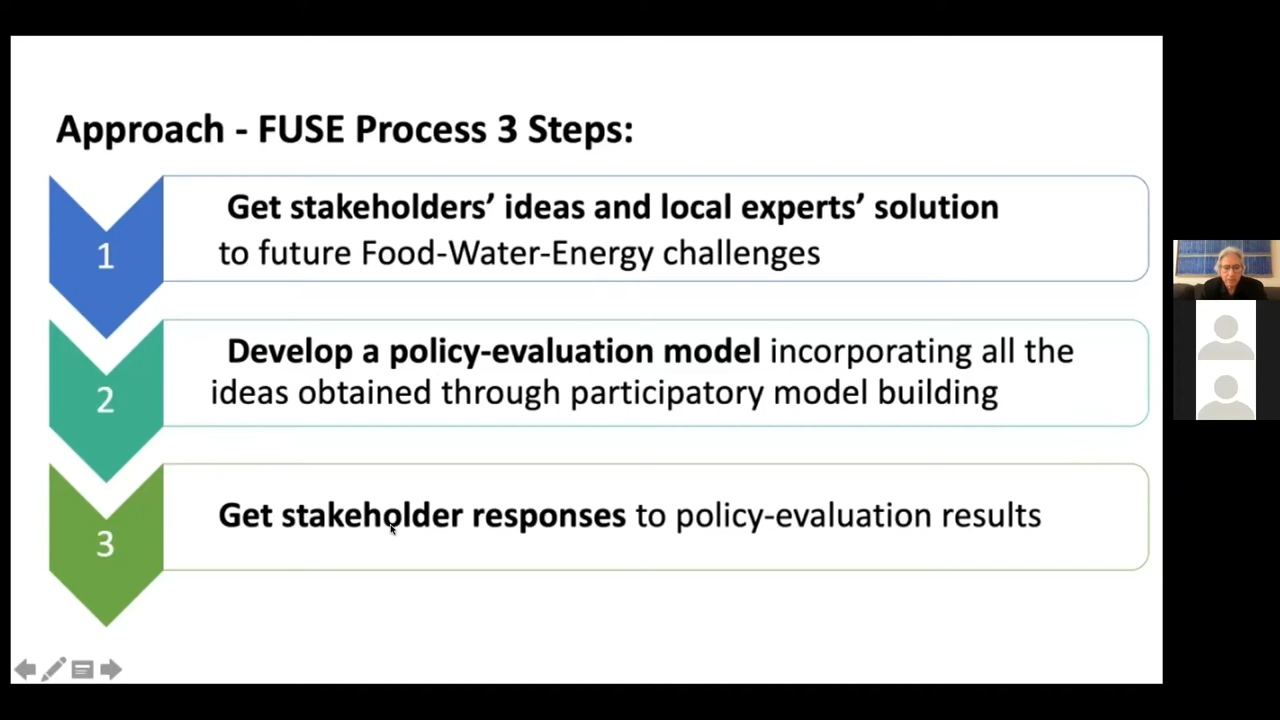 Approach - FUSE Process 3 Steps:
1
Get stakeholders’ ideas and local experts’ solution
to future Food-Water-Energy challenges
2
Develop a policy-evaluation model incorporating all the
ideas obtained through participatory model building
3
Get stakeholder responses to policy-evaluation results